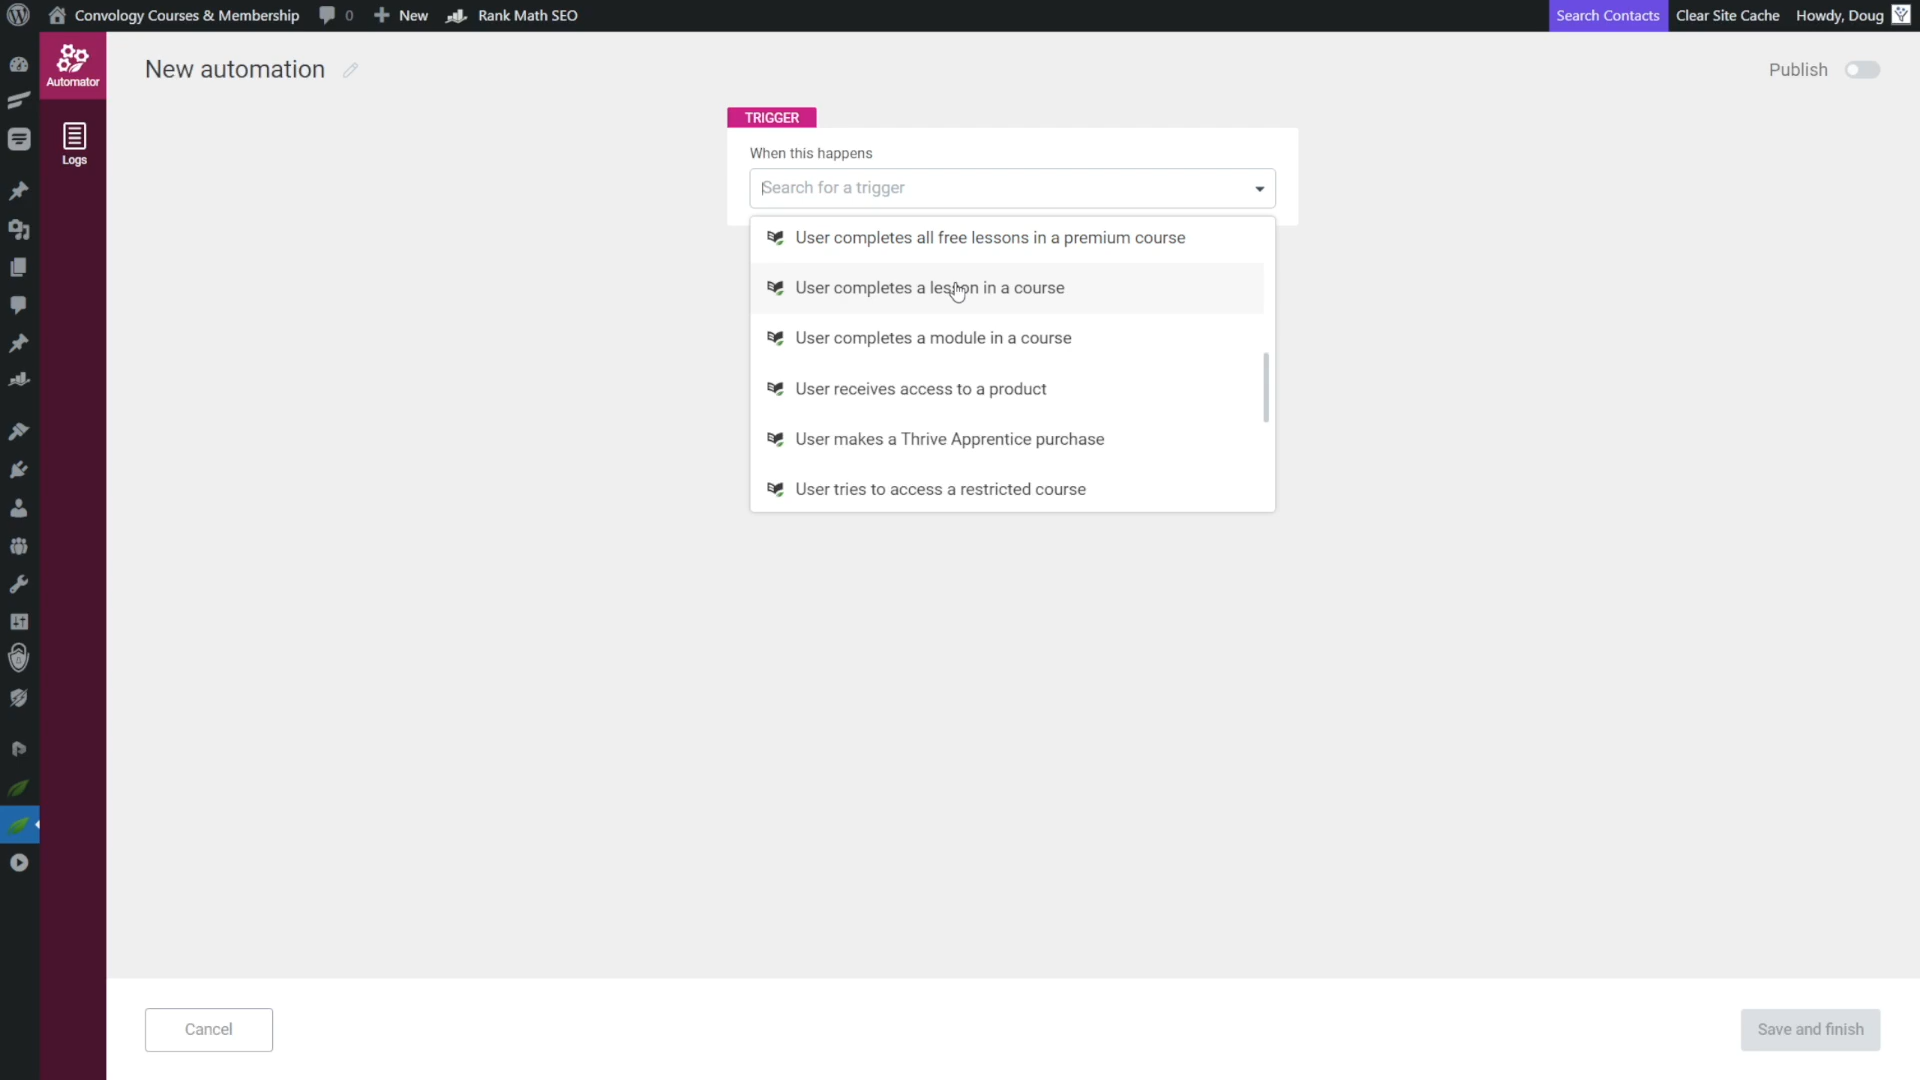 Convology Courses & Membership 0 New Rank Math SEO Search Contacts Clear Site Cache Howdy, Doug
Automator
Logs
New automation
Publish
TRIGGER
When this happens
Search for a trigger
User completes all free lessons in a premium course
User completes a lesson in a course
User completes a module in a course
User receives access to a product
User makes a Thrive Apprentice purchase
User tries to access a restricted course
Cancel
Save and finish